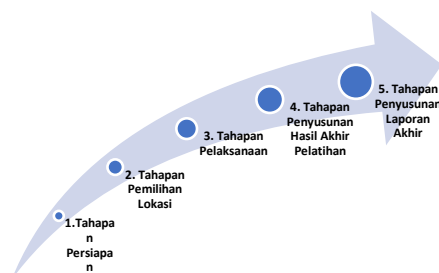 1.Tahapa
n
Persiapa
n
2. Tahapan
Pemilihan
Lokasi
3. Tahapan
Pelaksanaan
4. Tahapan
Penyusunan
Hasil Akhir
Pelatihan
5. Tahapan
Penyusunan
Laporan
Akhir